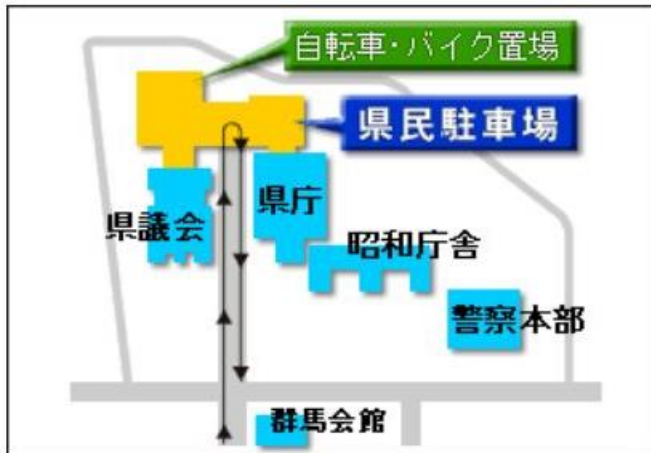 自転車・バイク置場
県民駐車場
県議会
県庁
昭和庁舎
警察本部
群馬会館